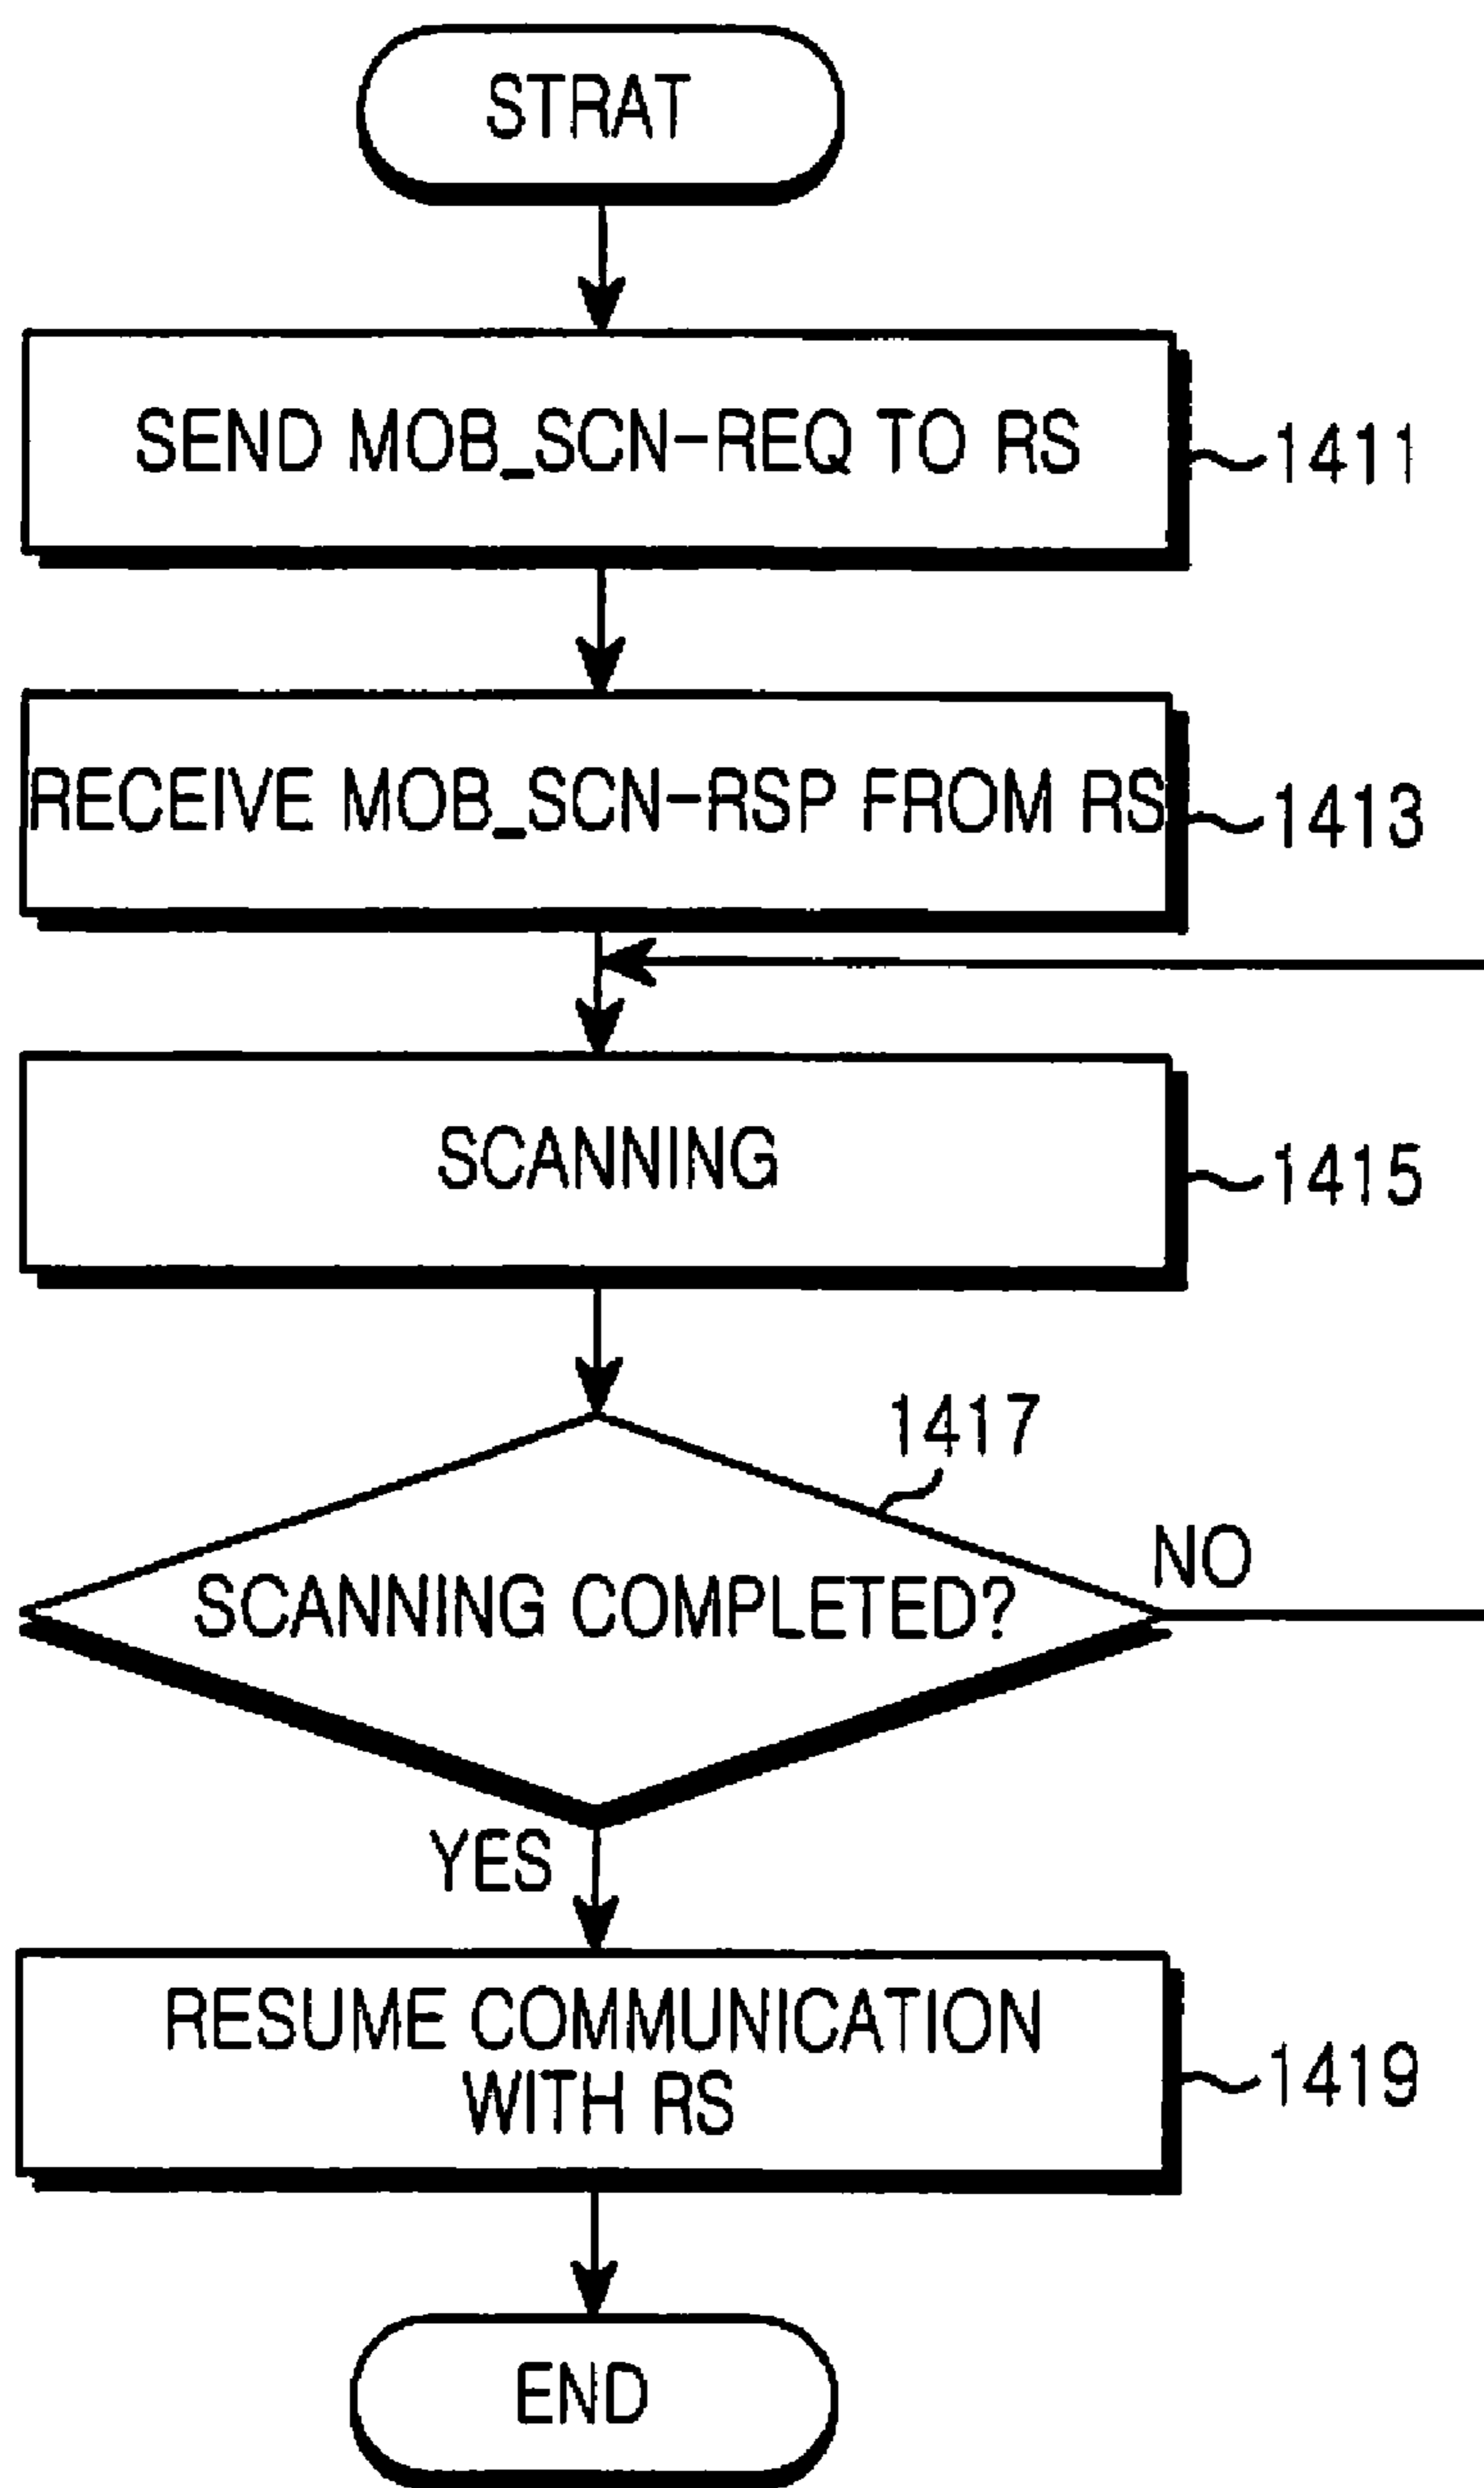 STRAT
SEND MOB_SCN-REQ TO RS
1411
RECEIVE MOB_SCN-RSP FROM RS
1413
SCANNING
1415
1417
SCANNING COMPLETED?
NO
YES
RESUME COMMUNICATION
WITH RS
1419
END